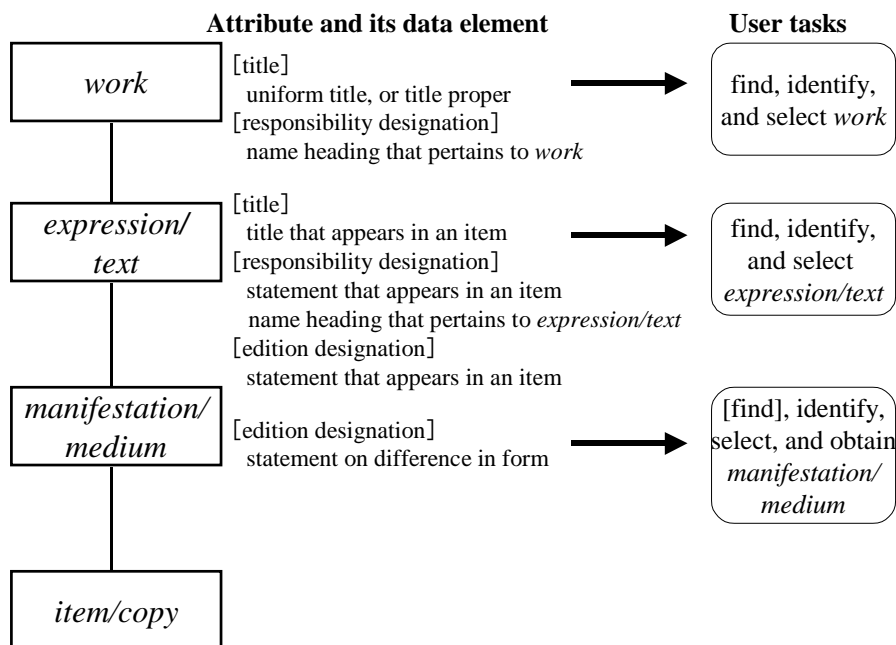 Attribute and its data element
User tasks
work
[title]
uniform title, or title proper
[responsibility designation]
name heading that pertains to work
find, identify,
and select work
expression/
text
[title]
title that appears in an item
[responsibility designation]
statement that appears in an item
name heading that pertains to expression/text
[edition designation]
statement that appears in an item
find, identify,
and select
expression/text
manifestation/
medium
[edition designation]
statement on difference in form
[find], identify,
select, and obtain
manifestation/
medium
item/copy